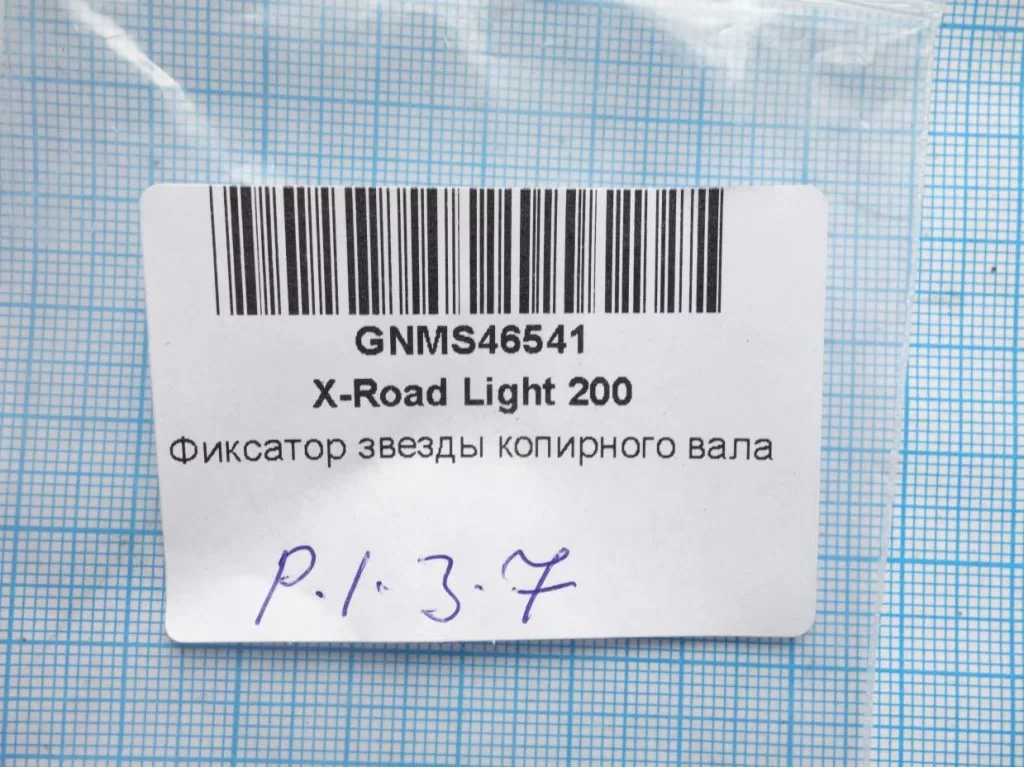 GNMS46541
X-Road Light 200
Фиксатор звезды копирного вала
P.1.3.7